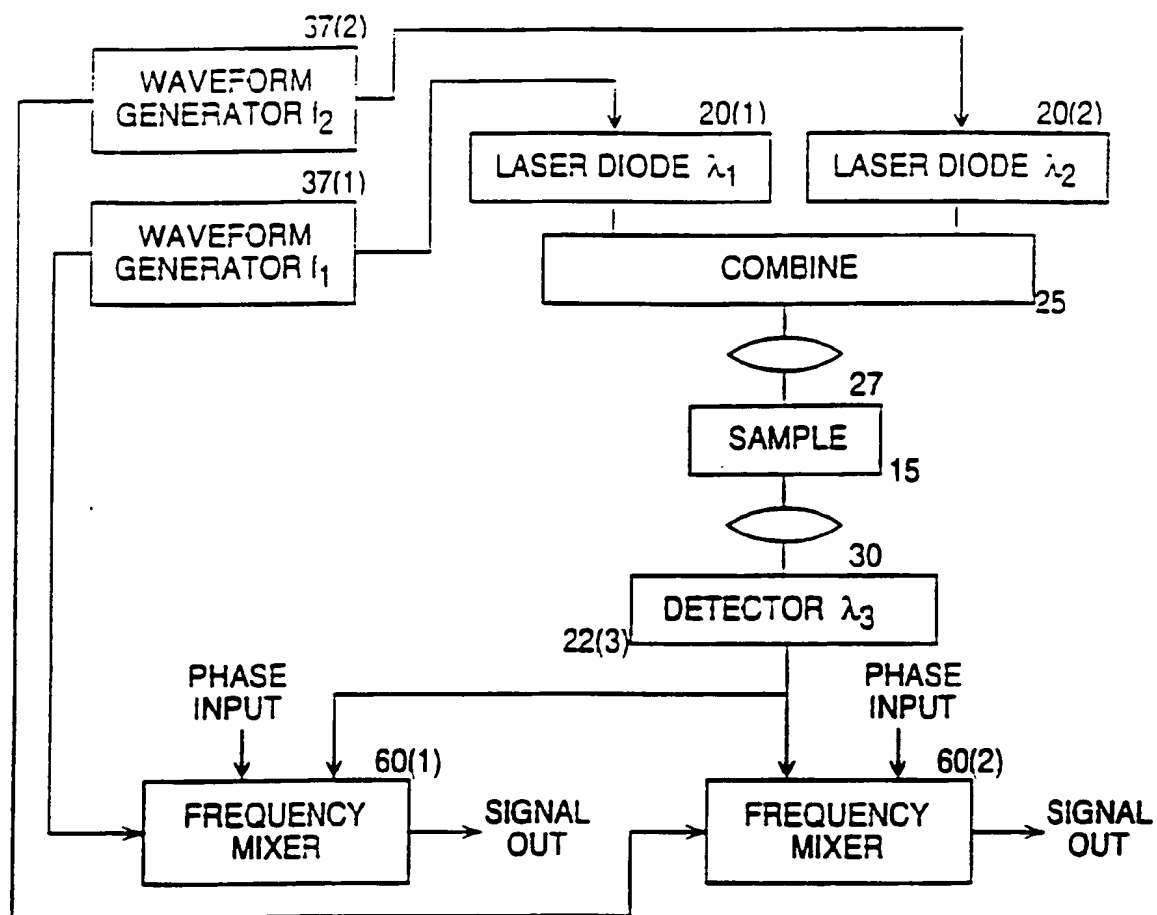 37(2)
WAVEFORM
GENERATOR f2
20(1)
20(2)
LASER DIODE λ1
LASER DIODE λ2
37(1)
WAVEFORM
GENERATOR f1
COMBINE
25
27
SAMPLE
15
30
DETECTOR λ3
22(3)
PHASE
INPUT
PHASE
INPUT
60(1)
60(2)
FREQUENCY
MIXER
SIGNAL
OUT
FREQUENCY
MIXER
SIGNAL
OUT